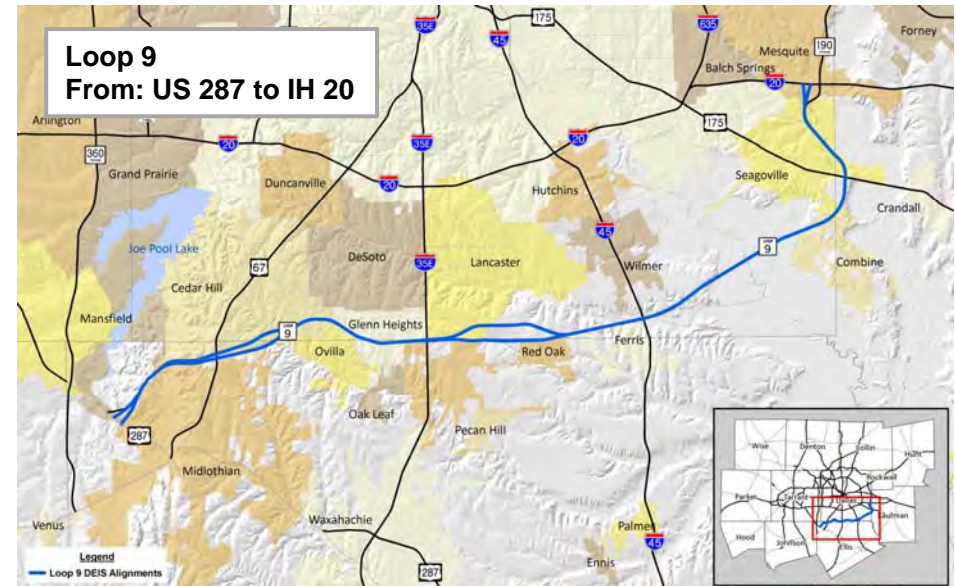 Loop 9
From: US 287 to IH 20
35E
45
175
635
190
Forney
Mesquite
Balch Springs
20
Arlington
360
20
175
35E
20
Grand Prairie
Duncanville
20
Hutchins
Seagoville
Crandall
Joe Pool Lake
67
DeSoto
35E
Lancaster
45
Wilmer
LOOP
9
Combine
Cedar Hill
Mansfield
LOOP
9
Glenn Heights
Ovilla
Red Oak
Ferris
Oak Leaf
Pecan Hill
287
Midlothian
Venus
Waxahachie
Palmer
45
Ennis
287
Legend
Loop 9 DEIS Alignments
Wise
Denton
Collin
Hunt
Rockwall
Parker
Tarrant
Dallas
Kaufman
Hood
Johnson
Ellis